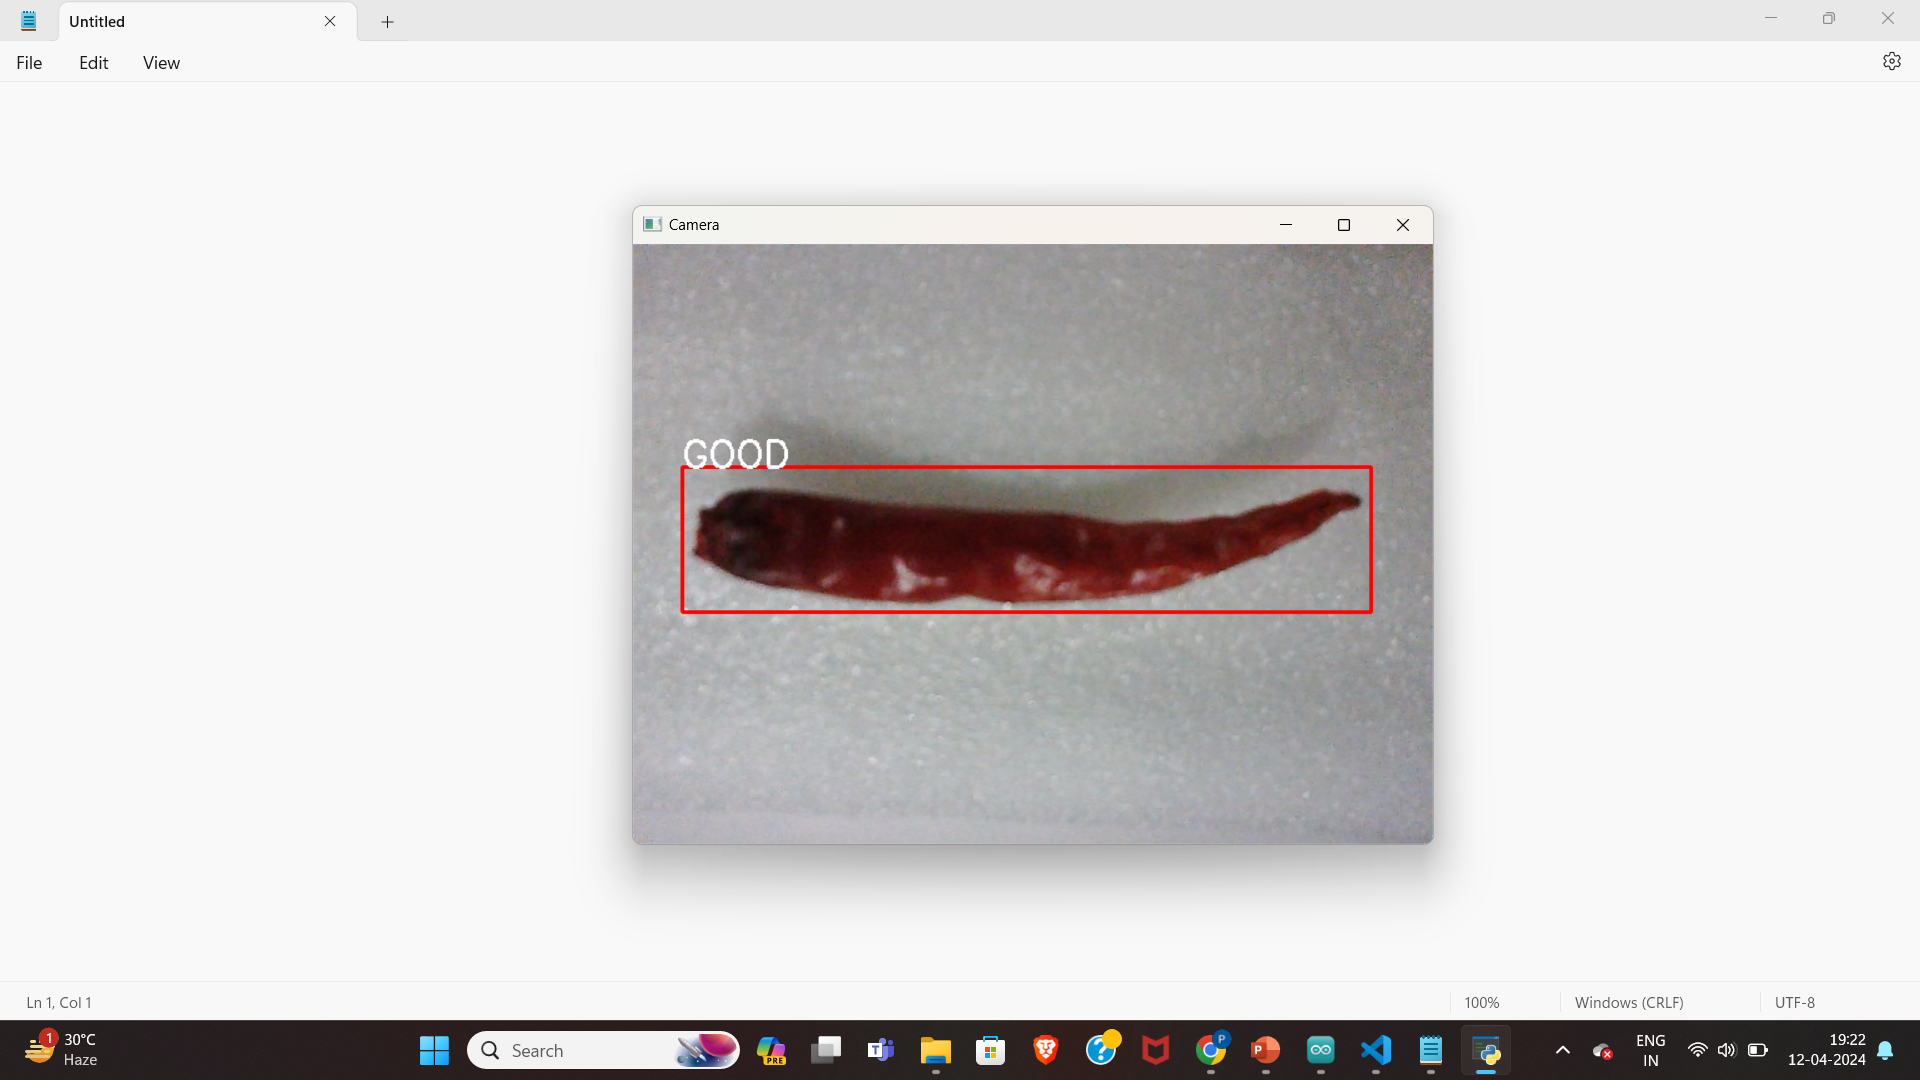 Untitled
File Edit View
Camera
GOOD
Ln 1, Col 1 100% Windows (CRLF) UTF-8
1 30°C
Haze
Search
PRE
P
P
ENG
IN
19:22
12-04-2024